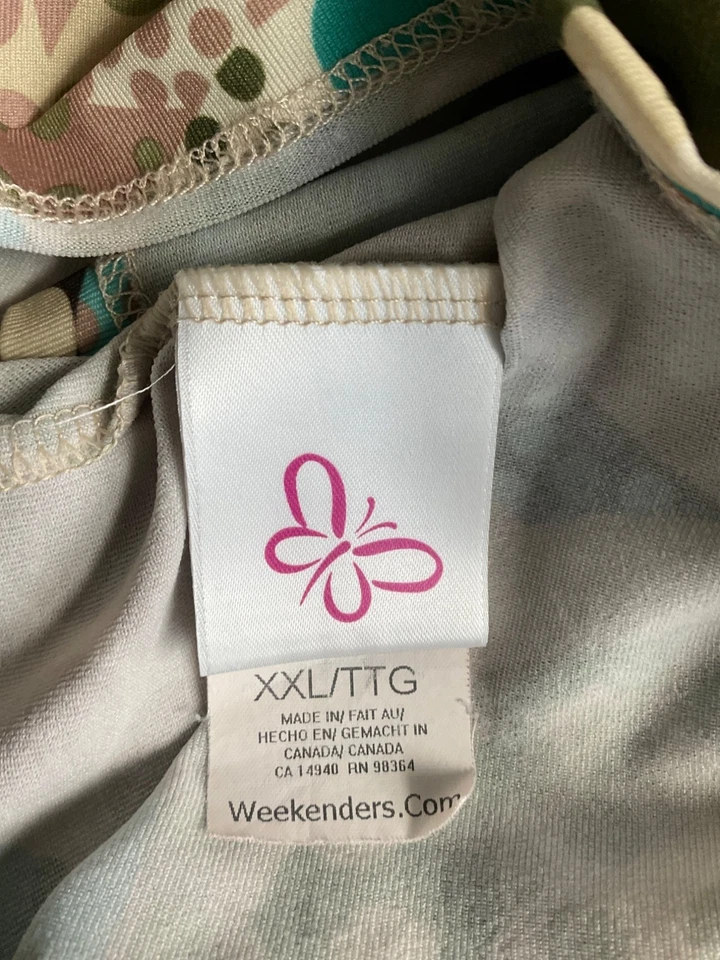 XXL/TTG
MADE IN/ FAIT AU/
HECHO EN/ GEMACHT IN
CANADA/ CANADA
CA 14940 RN 98364
Weekenders.Com